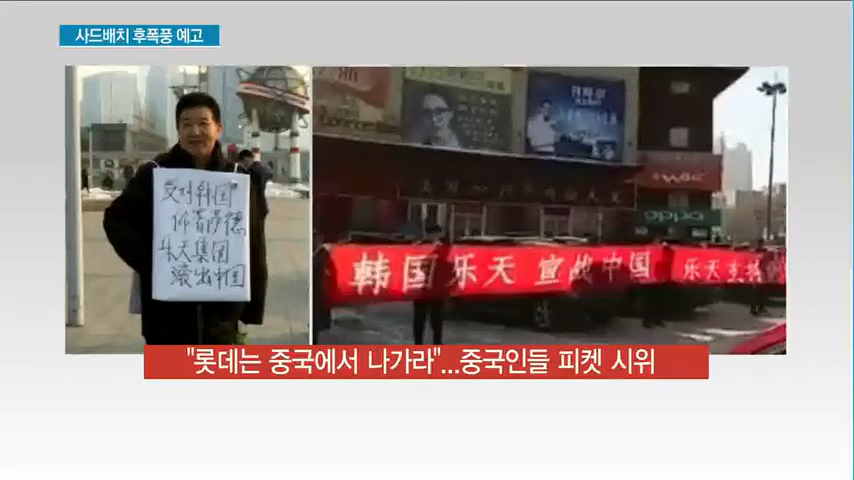 사드배치 후폭풍 예고
反对韩国
布署萨德
乐天集团
滚出中国
OPPO
韩国乐天 宣战中国
乐天支持
"롯데는 중국에서 나가라"...중국인들 피켓 시위